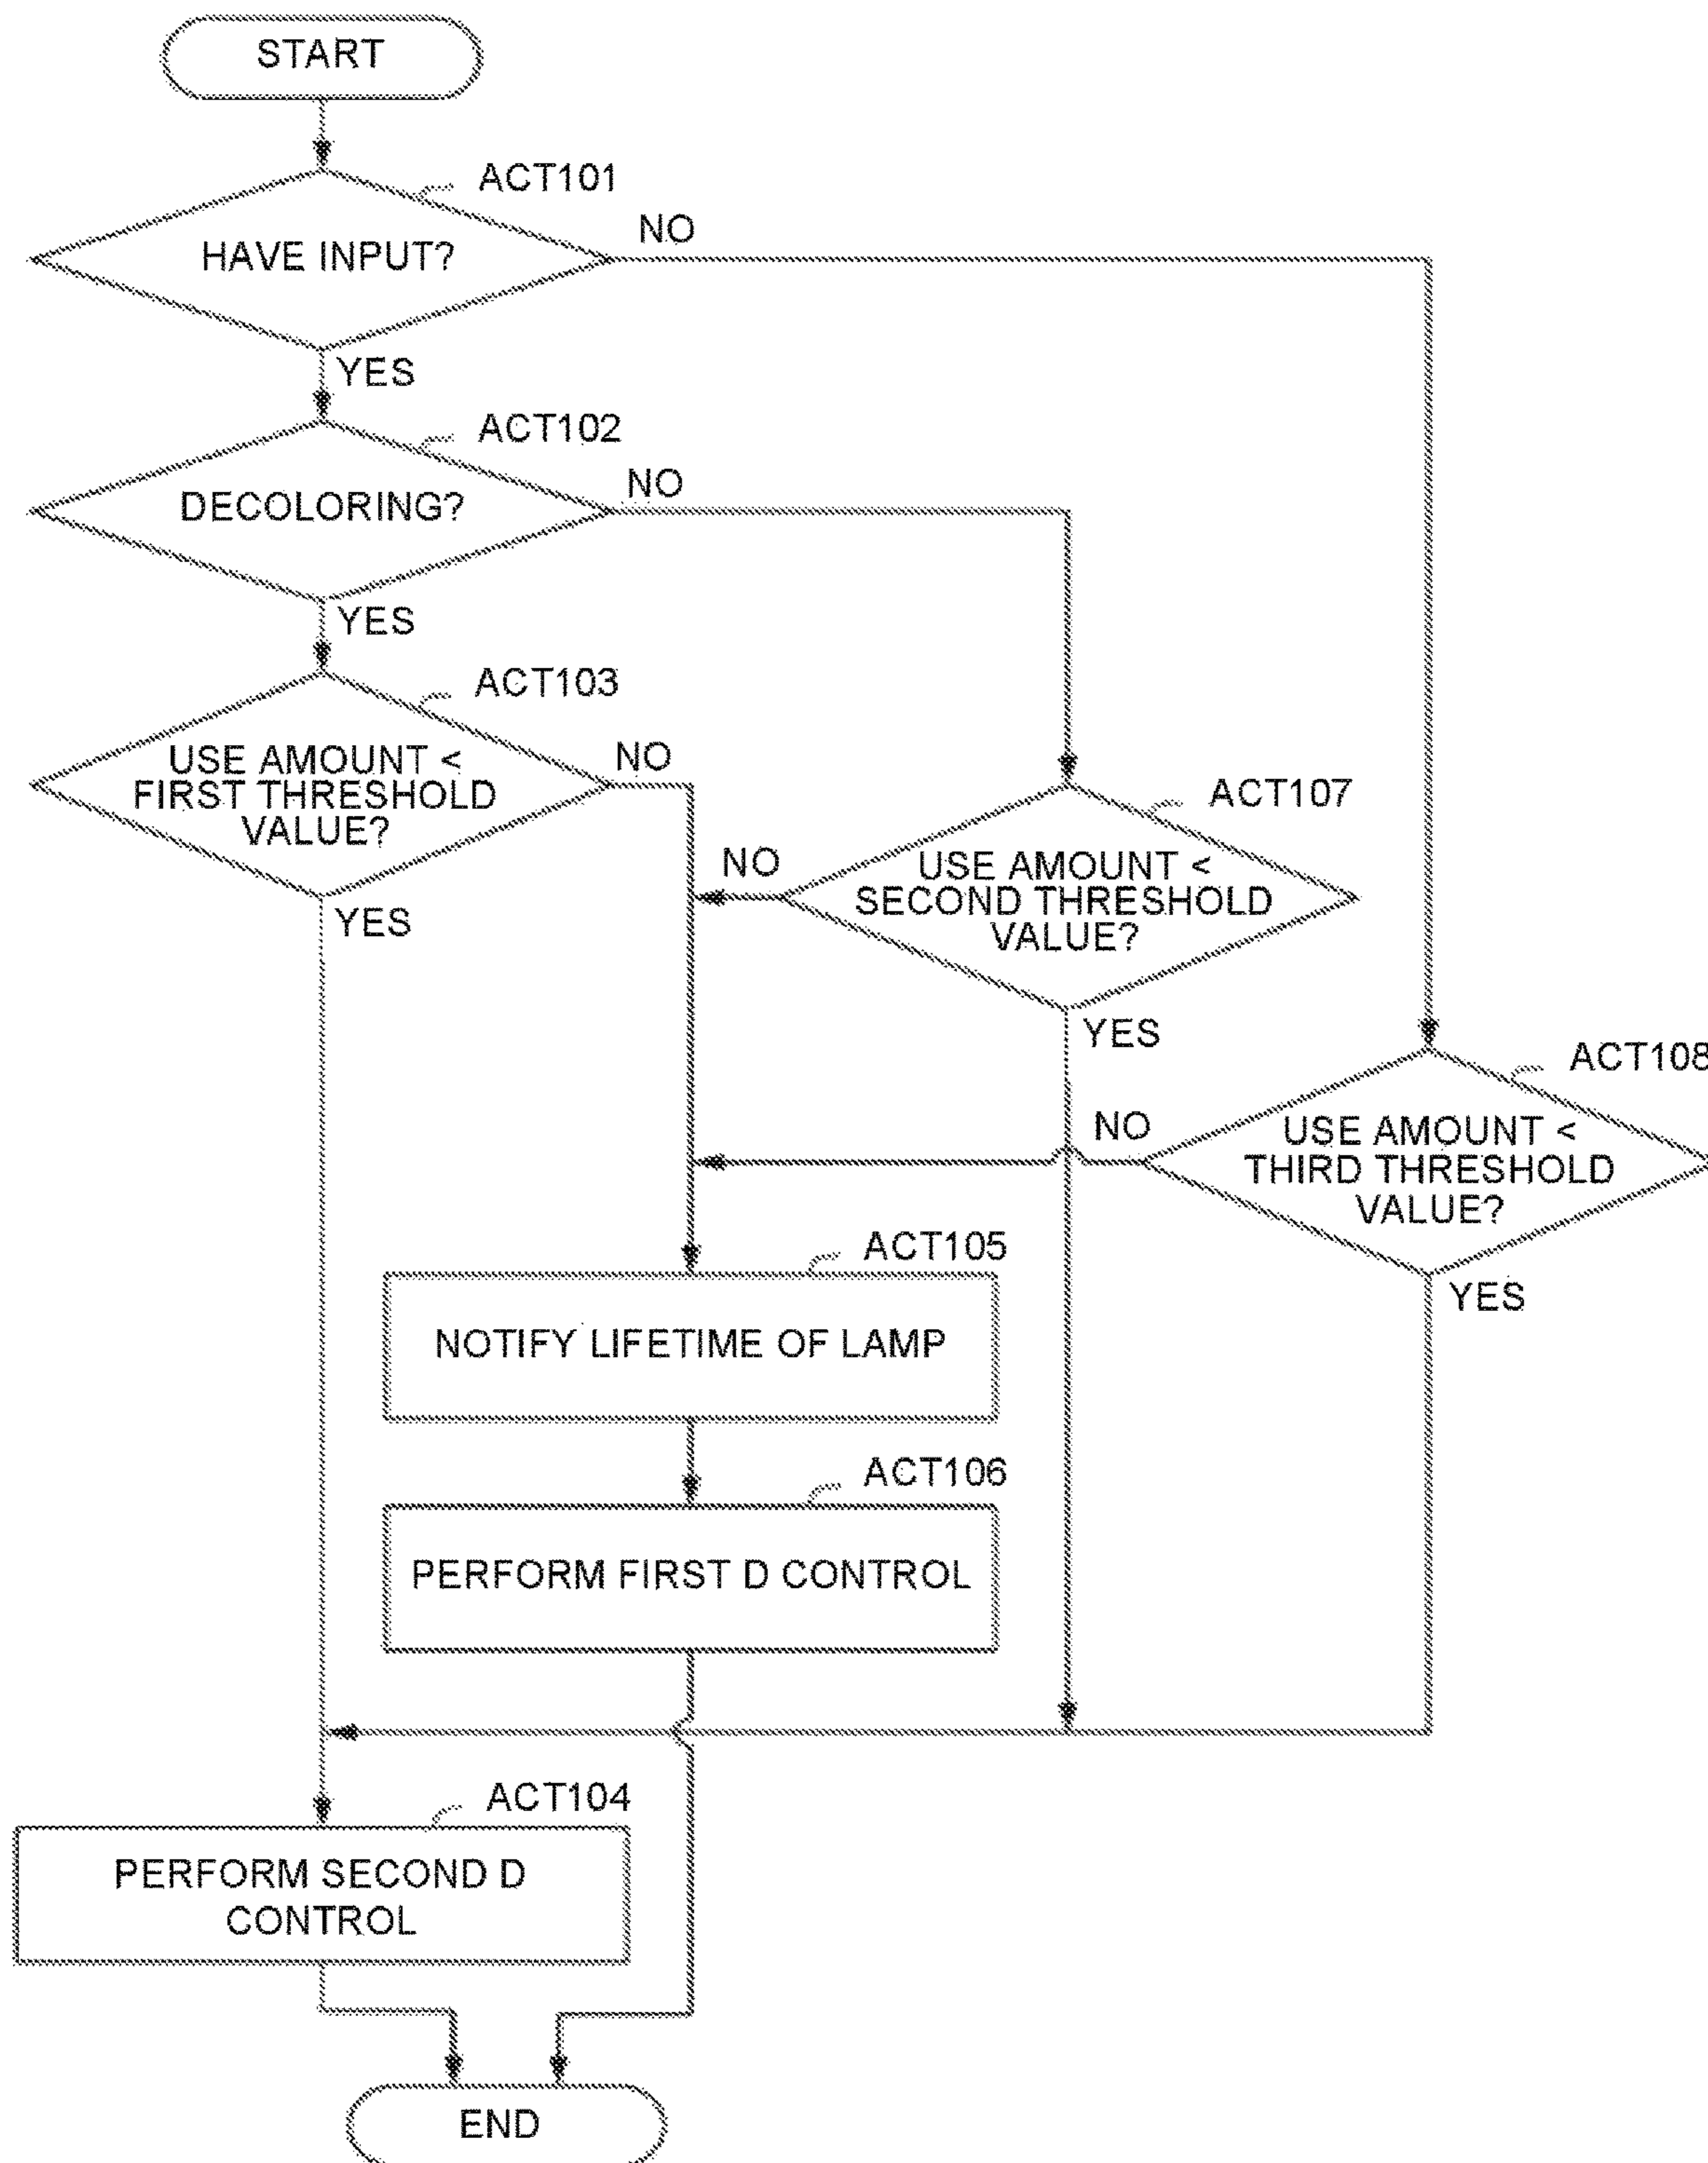 START
ACT101
HAVE INPUT?
NO
YES
ACT102
DECOLORING?
NO
YES
ACT103
USE AMOUNT <
FIRST THRESHOLD
VALUE?
NO
YES
ACT107
USE AMOUNT <
SECOND THRESHOLD
VALUE?
NO
YES
ACT108
USE AMOUNT <
THIRD THRESHOLD
VALUE?
NO
YES
ACT105
NOTIFY LIFETIME OF LAMP
ACT106
PERFORM FIRST D CONTROL
ACT104
PERFORM SECOND D
CONTROL
END